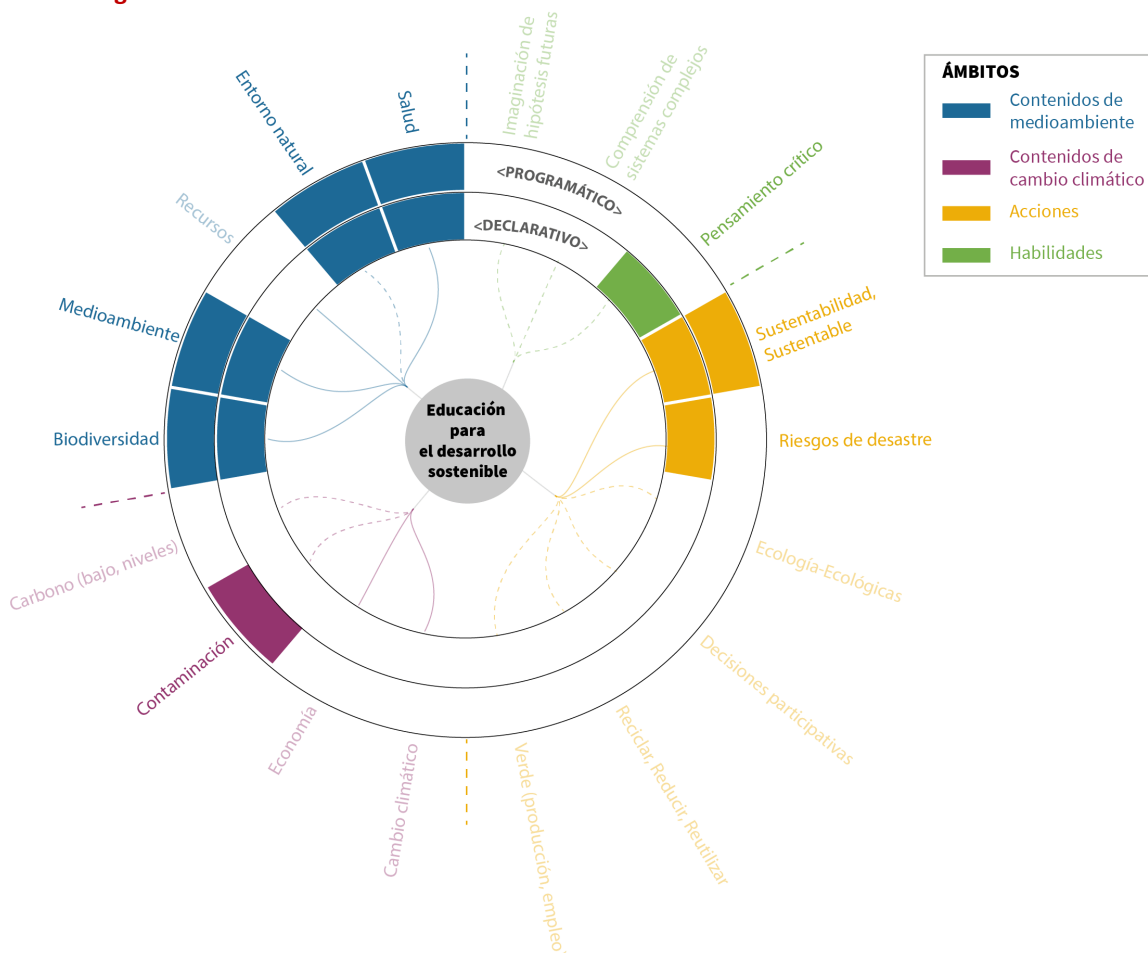 Imaginación de
hipótesis futuras
Comprensión de
sistemas complejos
Pensamiento crítico
Sustentabilidad,
Sustentable
Riesgos de desastre
Ecología-Ecológicas
Decisiones participativas
Reciclar, Reducir, Reutilizar
Verde (producción, empleo
Cambio climático
Economía
Contaminación
Carbono (bajo, niveles)
Biodiversidad
Medioambiente
Recursos
Entorno natural
Salud
<PROGRAMÁTICO>
<DECLARATIVO>
Educación
para
el desarrollo
sostenible
ÁMBITOS
Contenidos de
medioambiente
Contenidos de
cambio climático
Acciones
Habilidades